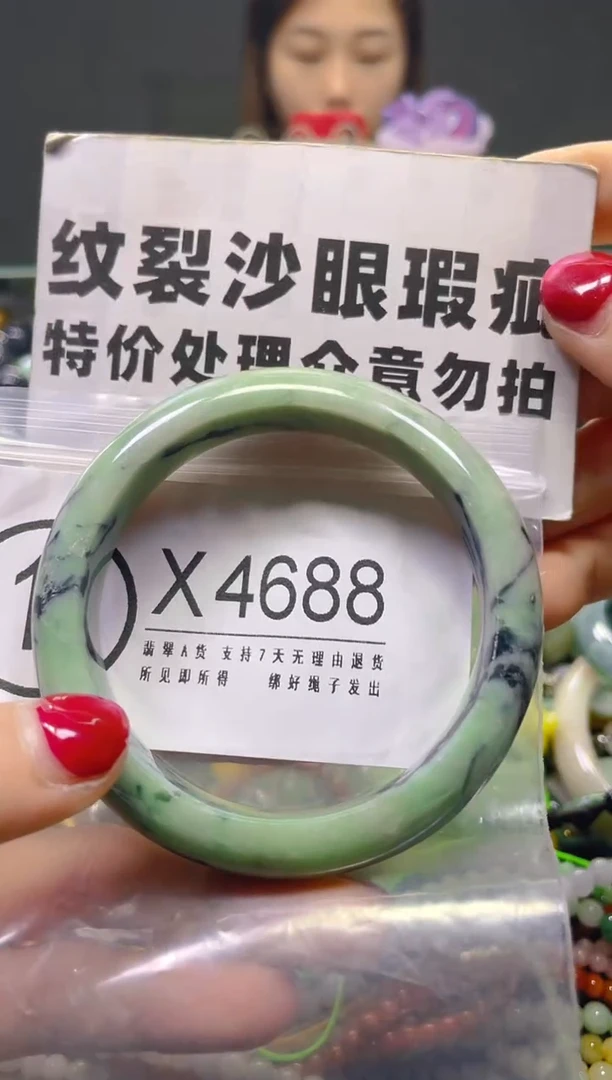 纹裂沙眼瑕疵
特价处理介意勿拍
1
X4688
翡翠A货 支持7天无理由退货
所见即所得 绑好绳子发出